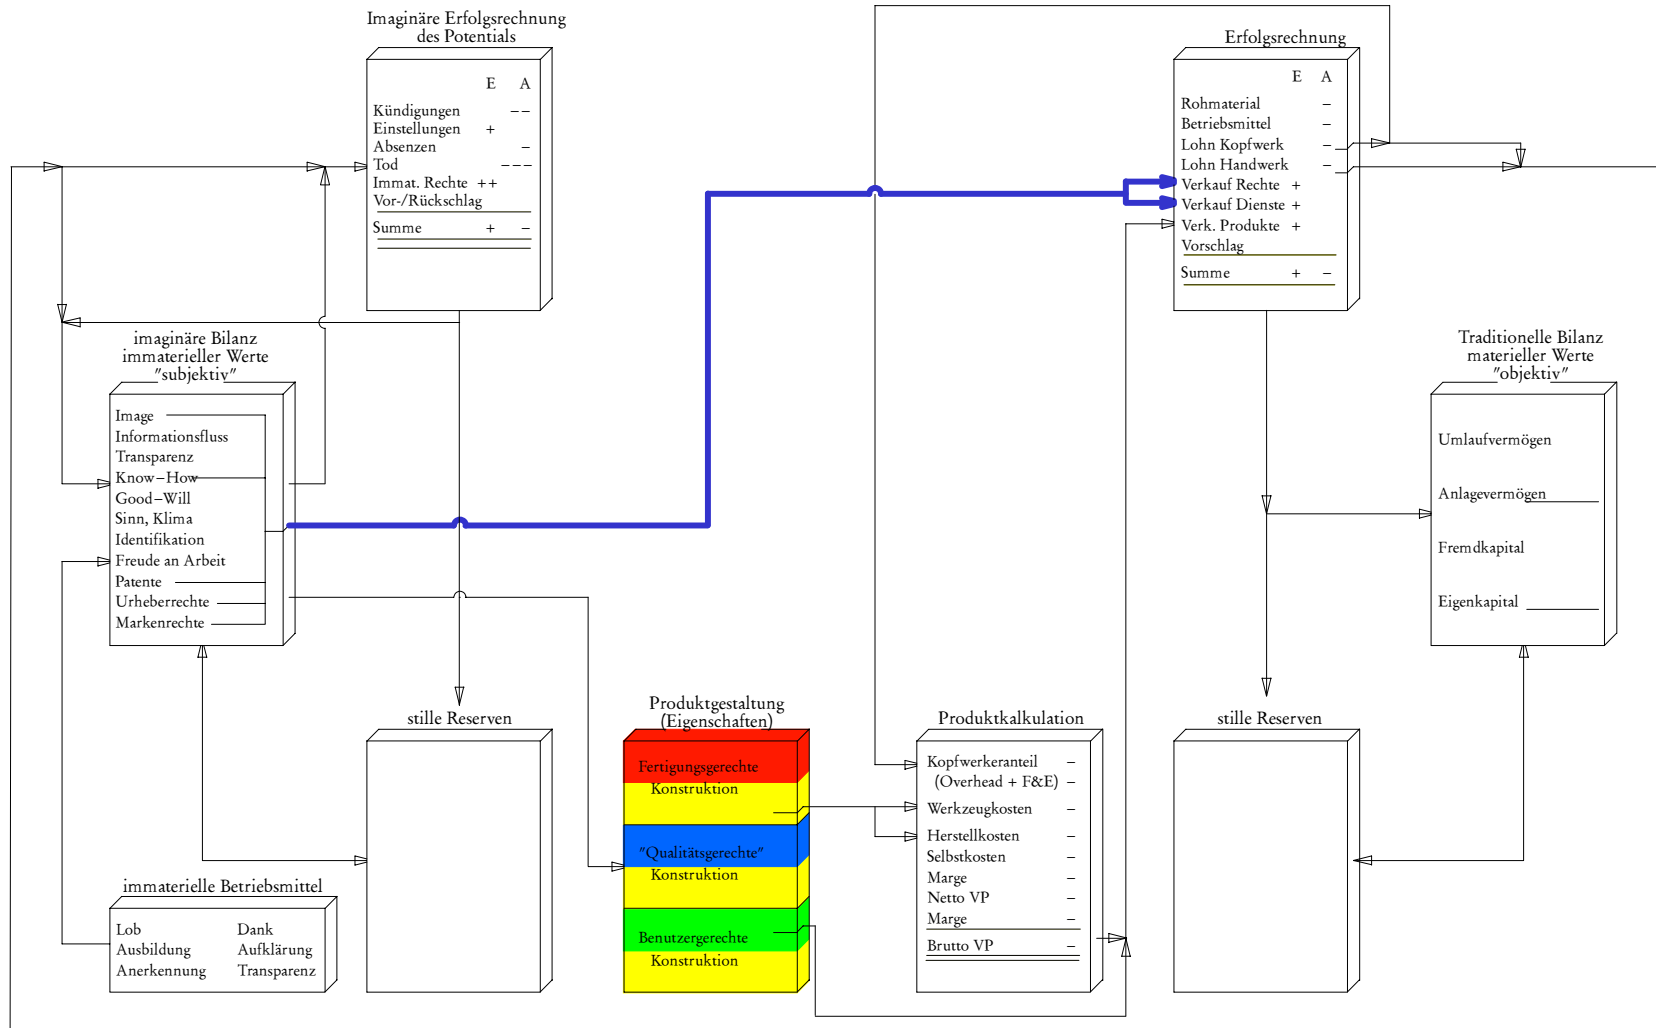 Imaginäre Erfolgsrechnung
des Potentials
E A
Kündigungen −−
Einstellungen +
Absenzen −
Tod −−−
Immat. Rechte ++
Vor-/Rückschlag
Summe + −
Erfolgsrechnung
E A
Rohmaterial −
Betriebsmittel −
Lohn Kopfwerk −
Lohn Handwerk −
Verkauf Rechte +
Verkauf Dienste +
Verk. Produkte +
Vorschlag
Summe + −
imaginäre Bilanz
immaterieller Werte
"subjektiv"
Image
Informationsfluss
Transparenz
Know−How
Good−Will
Sinn, Klima
Identifikation
Freude an Arbeit
Patente
Urheberrechte
Markenrechte
Traditionelle Bilanz
materieller Werte
"objektiv"
Umlaufvermögen
Anlagevermögen
Fremdkapital
Eigenkapital
immaterielle Betriebsmittel
Lob Dank
Ausbildung Aufklärung
Anerkennung Transparenz
stille Reserven
Produktgestaltung
(Eigenschaften)
Fertigungsgerechte
Konstruktion
"Qualitätsgerechte"
Konstruktion
Benutzergerechte
Konstruktion
Produktkalkulation
Kopfwerkeranteil −
(Overhead + F&E) −
Werkzeugkosten −
Herstellkosten −
Selbstkosten −
Marge −
Netto VP −
Marge −
Brutto VP −
stille Reserven